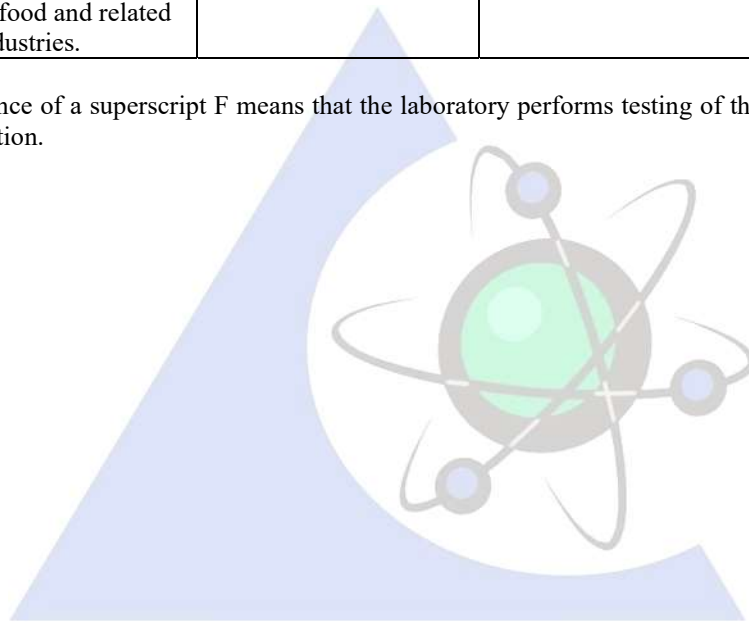 food and related
dustries.
nce of a superscript F means that the laboratory performs testing of th
tion.